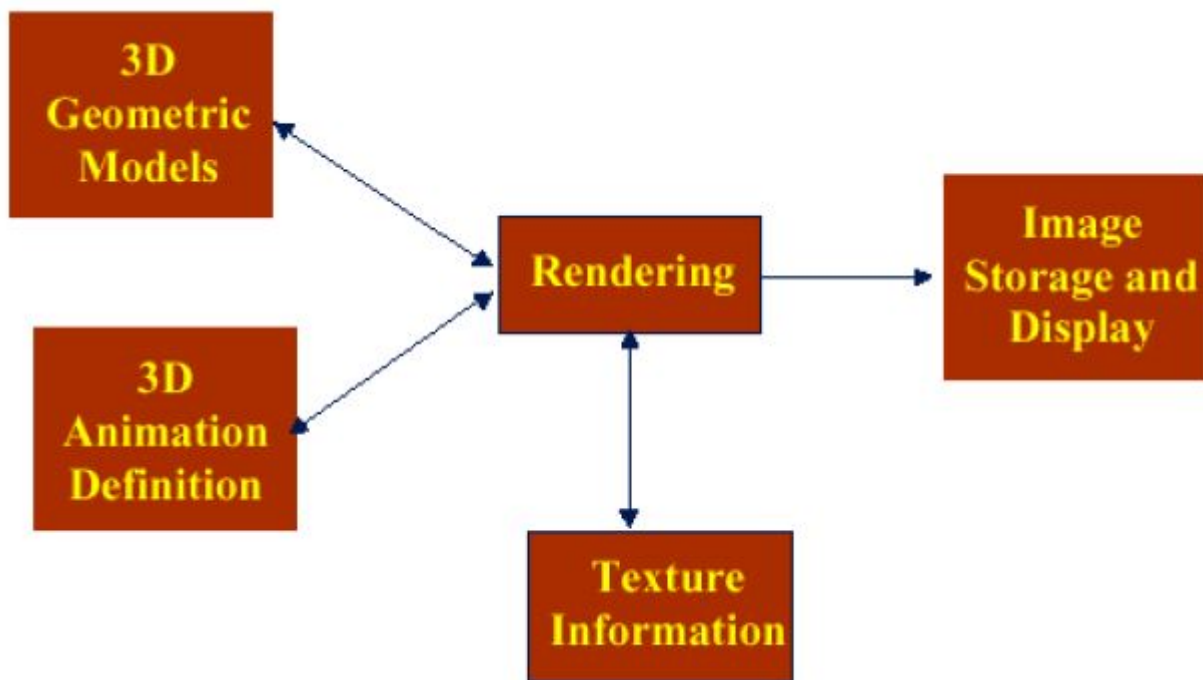 3D
Geometric
Models
Rendering
Image
Storage and
Display
3D
Animation
Definition
Texture
Information